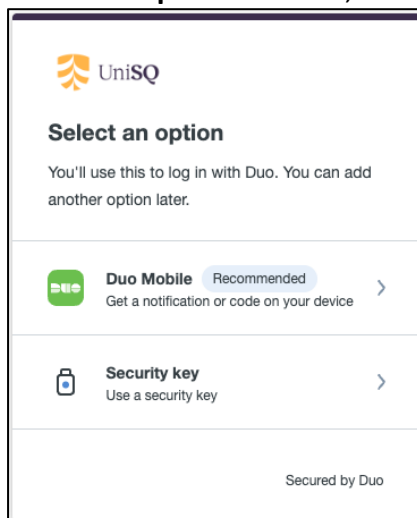 UniSQ
Select an option
You'll use this to log in with Duo. You can add
another option later.
Duo Mobile Recommended
Get a notification or code on your device
Security key
Use a security key
Secured by Duo